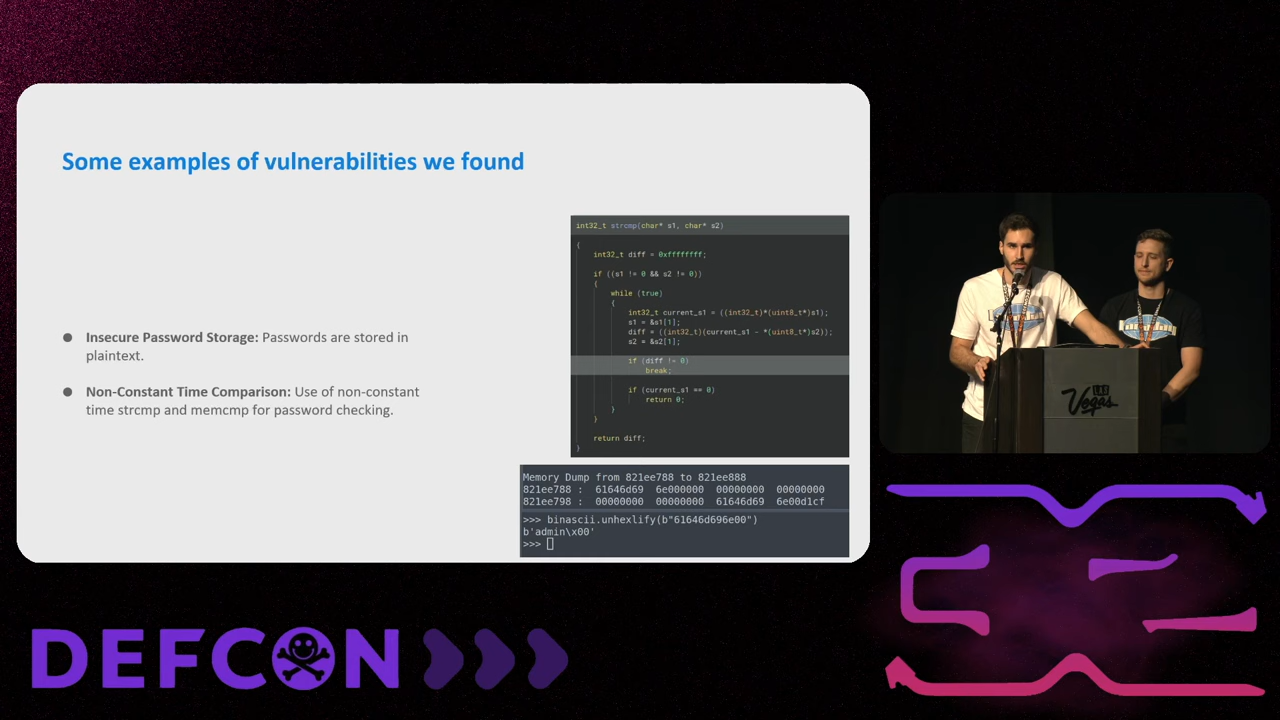 Some examples of vulnerabilities we found
● Insecure Password Storage: Passwords are stored in
plaintext.
● Non-Constant Time Comparison: Use of non-constant
time strcmp and memcmp for password checking.
int32_t strcmp(char* s1, char* s2)
{
int32_t diff = 0xffffffff;
if ((s1 != 0 && s2 != 0))
{
while (true)
{
int32_t current_s1 = ((int32_t)*(uint8_t*)s1);
s1 = &s1[1];
diff = ((int32_t)(current_s1 - *(uint8_t*)s2));
s2 = &s2[1];
if (diff != 0)
break;
if (current_s1 == 0)
return 0;
}
}
return diff;
}
Memory Dump from 821ee788 to 821ee888
821ee788 : 61646d69 6e000000 00000000 00000000
821ee798 : 00000000 00000000 61646d69 6e00d1cf
>>> binascii.unhexlify(b"61646d696e00")
b'admin\x00'
>>>
Vegas
DEFCON